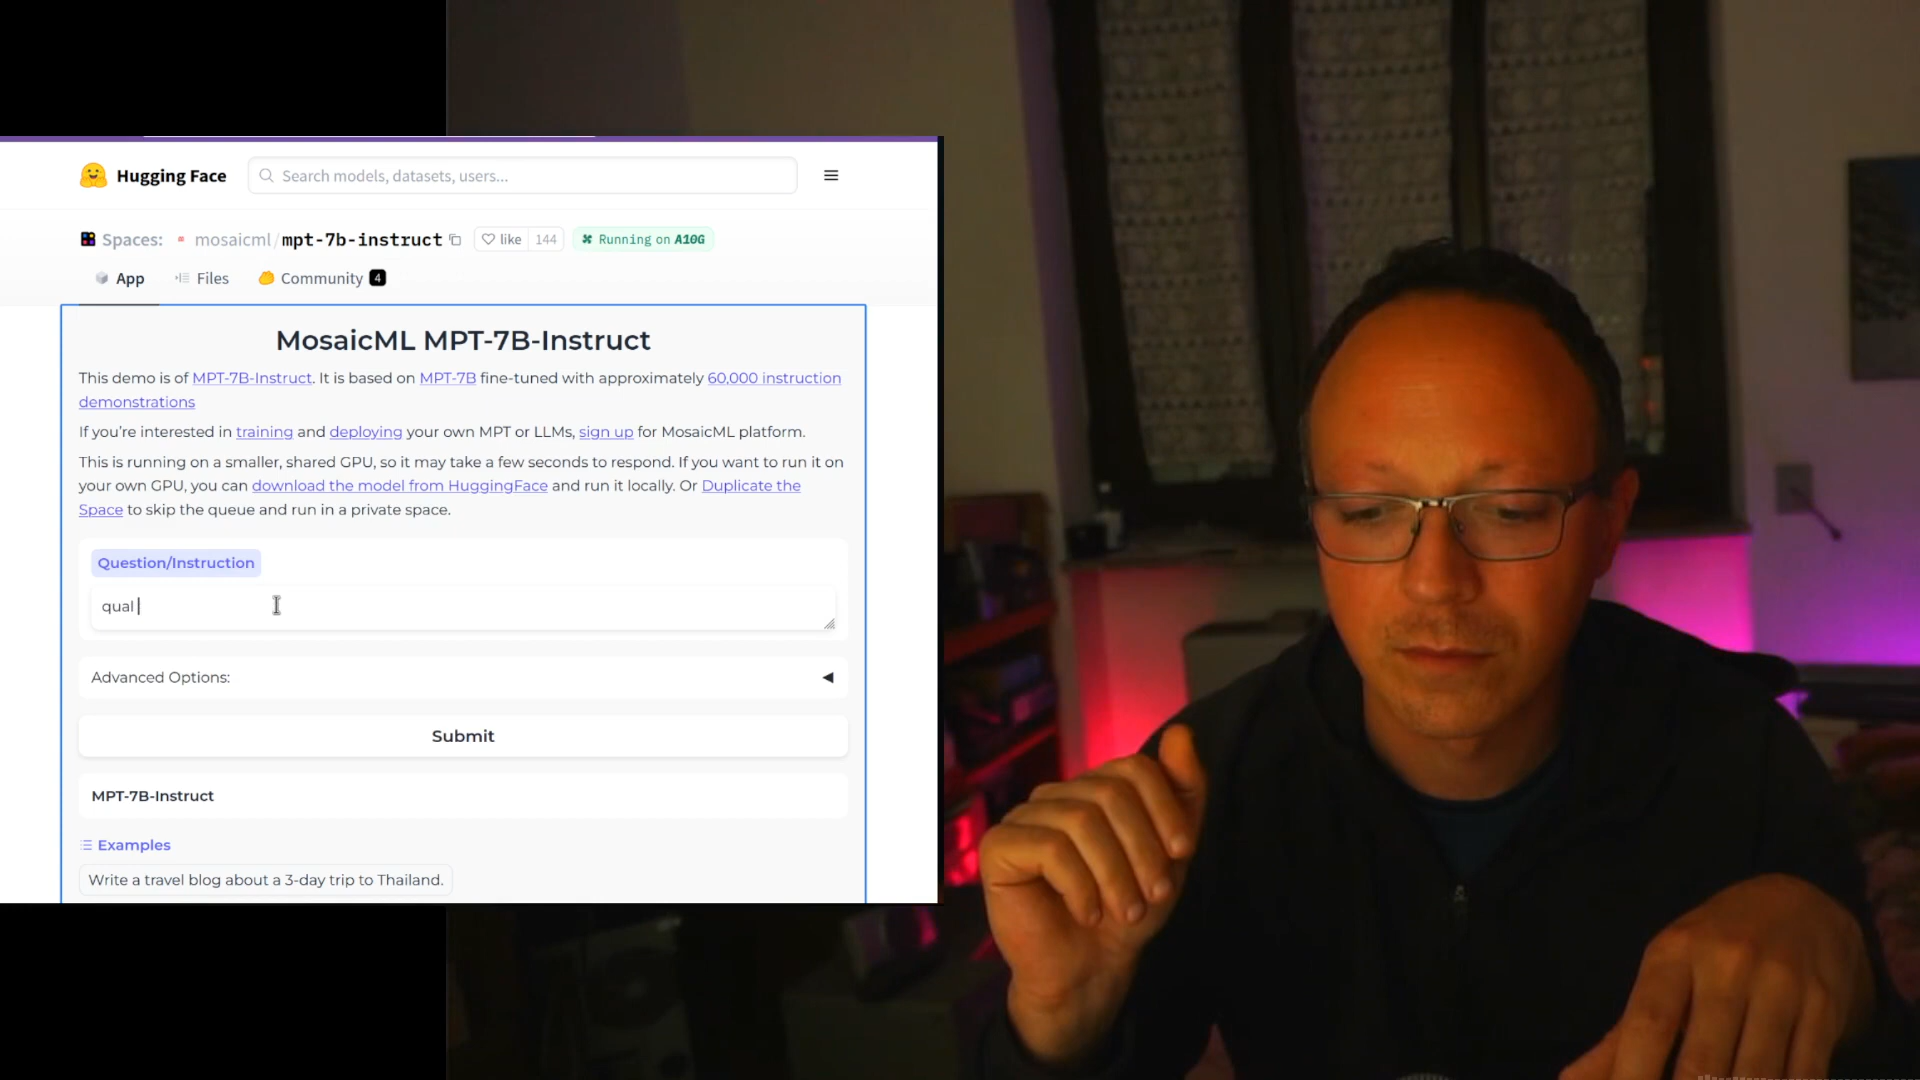 Hugging Face Search models, datasets, users...
Spaces: mosaicml/mpt-7b-instruct like 144 Running on A10G
App Files Community 4
MosaicML MPT-7B-Instruct
This demo is of MPT-7B-Instruct. It is based on MPT-7B fine-tuned with approximately 60,000 instruction
demonstrations
If you're interested in training and deploying your own MPT or LLMs, sign up for MosaicML platform.
This is running on a smaller, shared GPU, so it may take a few seconds to respond. If you want to run it on
your own GPU, you can download the model from HuggingFace and run it locally. Or Duplicate the
Space to skip the queue and run in a private space.
Question/Instruction
qual
Advanced Options:
Submit
MPT-7B-Instruct
Examples
Write a travel blog about a 3-day trip to Thailand.